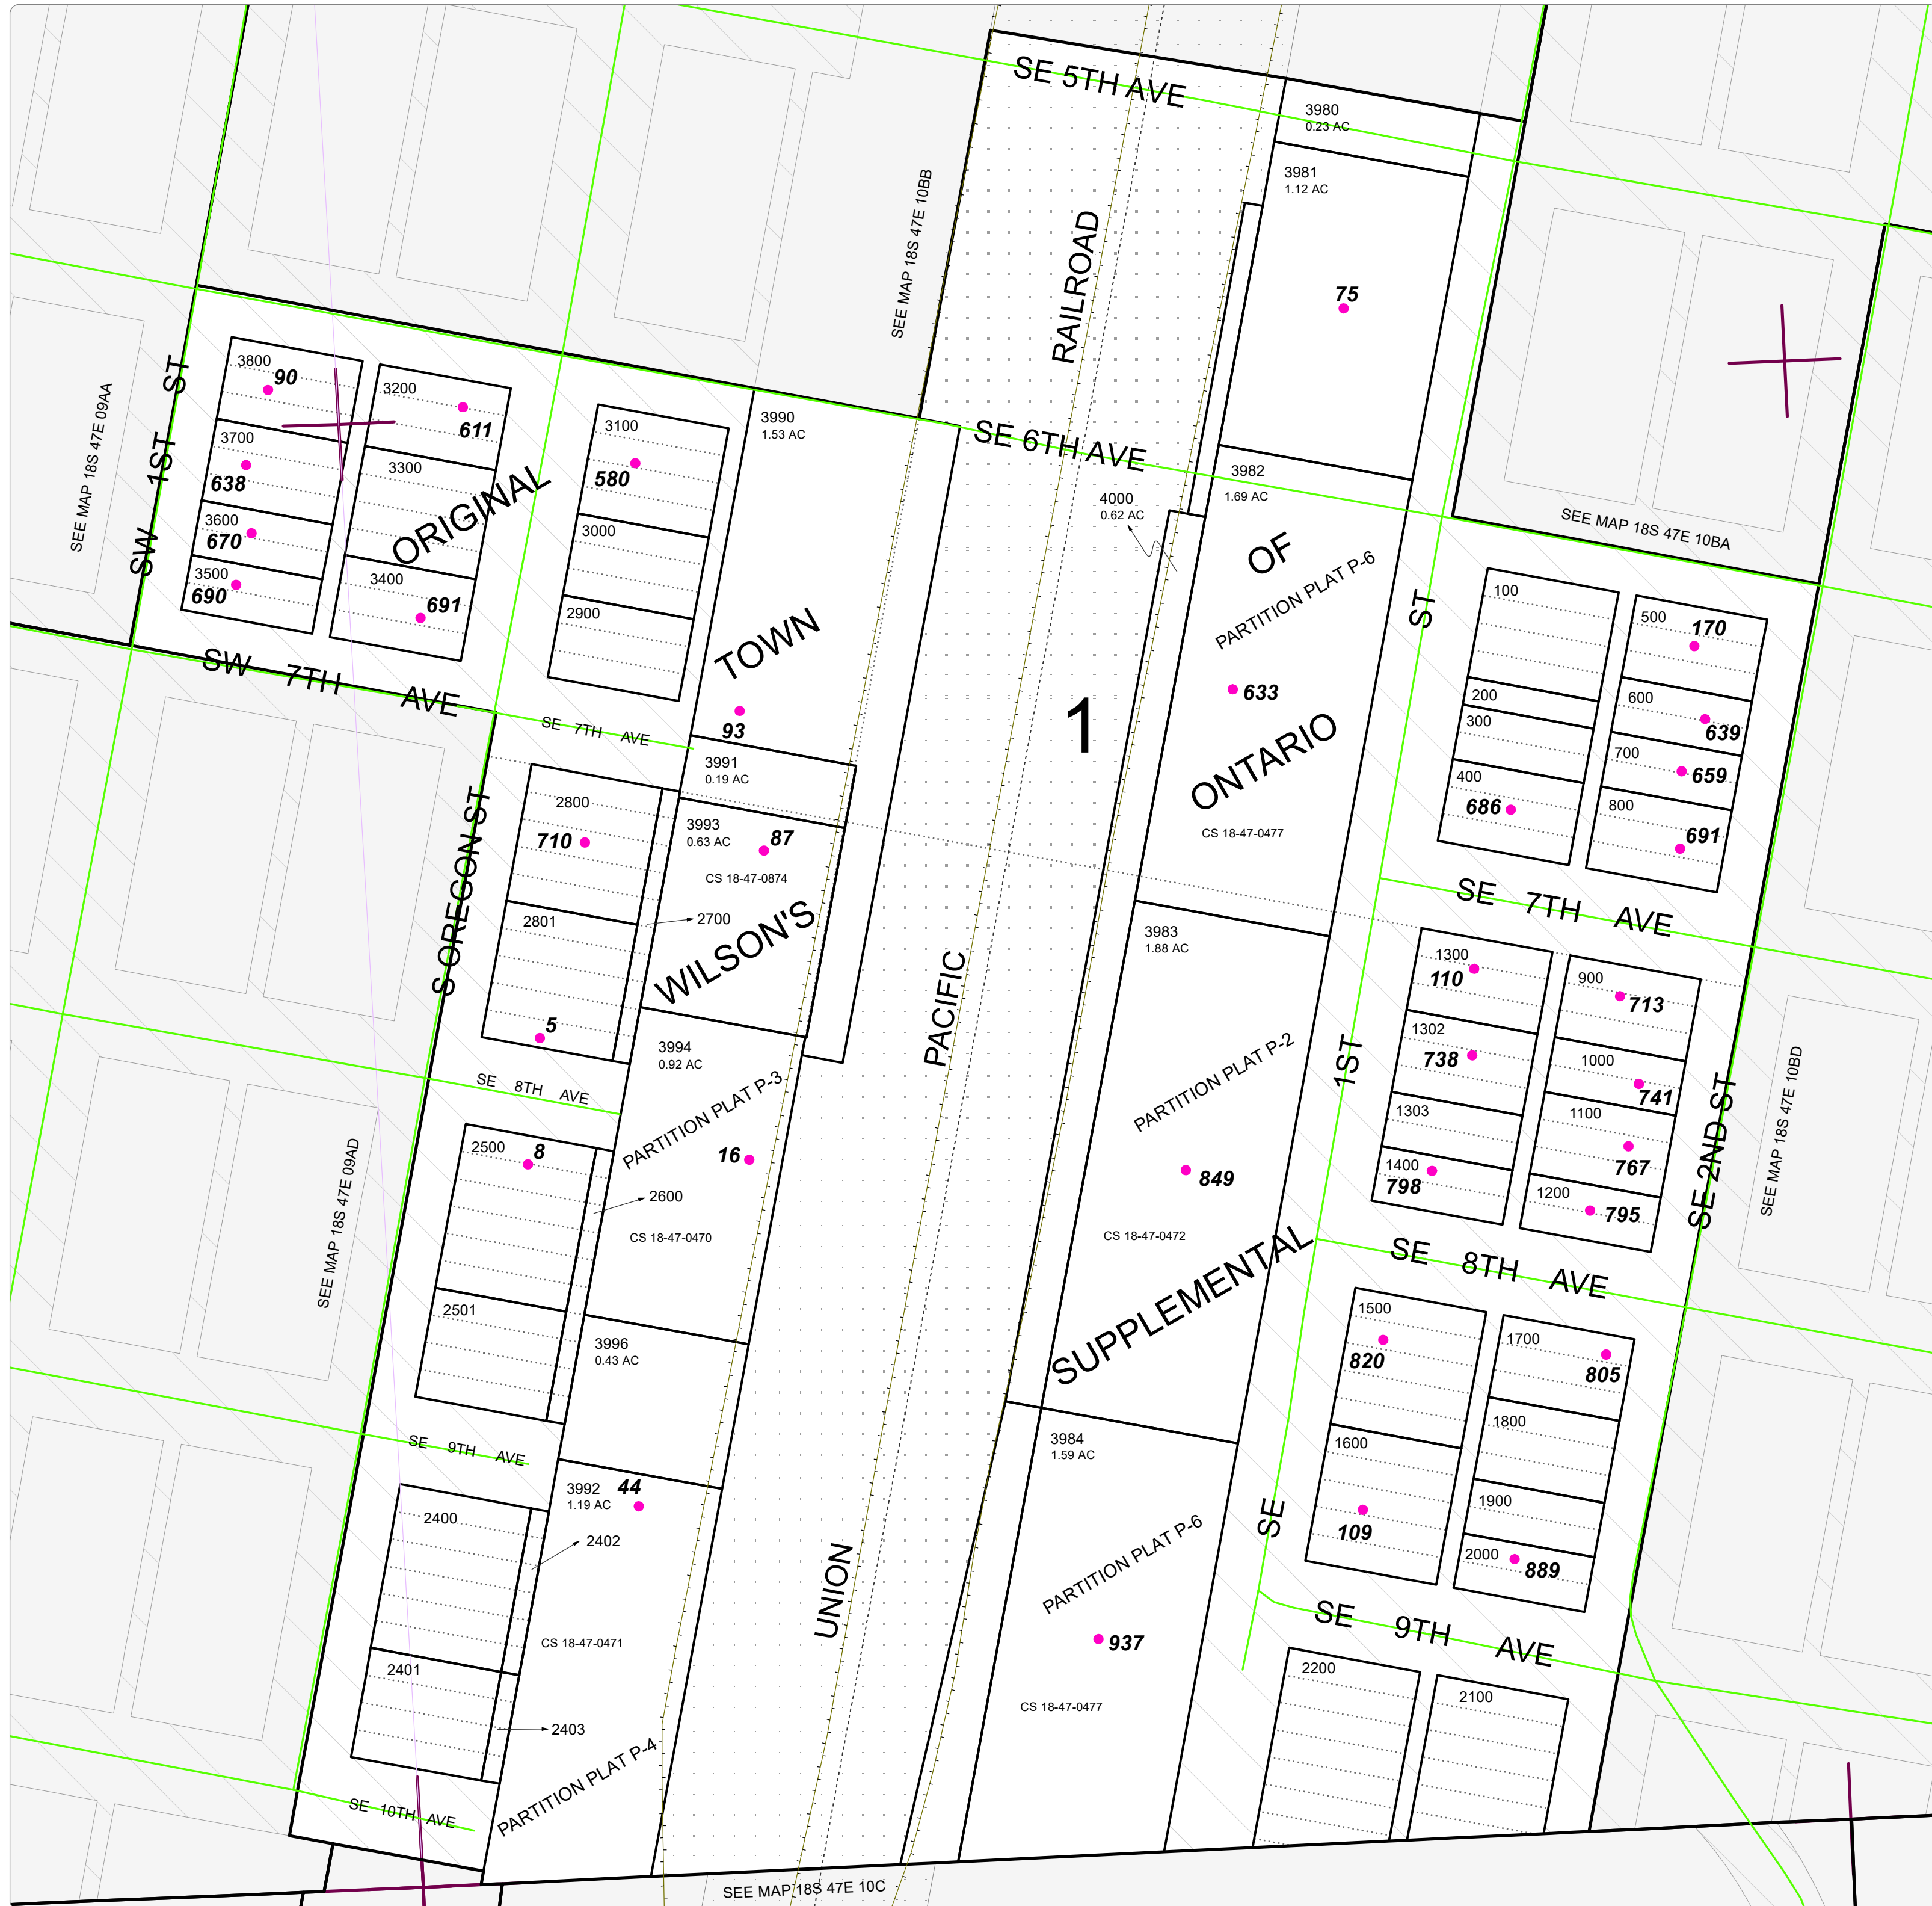 SE 5TH AVE
3980
0.23 AC
3981
1.12 AC
75
SEE MAP 18S 47E 10BB
RAILROAD
SEE MAP 18S 47E 09AA
SW 1ST ST
3800
90
3200
611
3700
638
3300
3600
670
3500
690
3400
691
ORIGINAL
3100
580
3000
2900
3990
1.53 AC
TOWN
93
SE 6TH AVE
4000
0.62 AC
3982
1.69 AC
OF
PARTITION PLAT P-6
633
1
ONTARIO
CS 18-47-0477
SEE MAP 18S 47E 10BA
ST
100
200
300
400
686
500
170
600
639
700
659
800
691
SW 7TH AVE
SE 7TH AVE
3991
0.19 AC
3993
0.63 AC
87
CS 18-47-0874
2700
WILSON'S
S OREGON ST
2800
710
2801
5
SE 7TH AVE
3983
1.88 AC
PARTITION PLAT P-2
849
CS 18-47-0472
SUPPLEMENTAL
PACIFIC
1ST
1300
110
1302
738
1303
1400
798
900
713
1000
741
1100
767
1200
795
SE 2ND ST
SEE MAP 18S 47E 10BD
SE 8TH AVE
3994
0.92 AC
PARTITION PLAT P-3
16
2600
CS 18-47-0470
2500
8
2501
SEE MAP 18S 47E 09AD
3996
0.43 AC
SE 8TH AVE
1500
820
1600
109
1700
805
1800
1900
2000
889
SE
SE 9TH AVE
3992
1.19 AC
44
2400
2402
2401
2403
CS 18-47-0471
PARTITION PLAT P-4
UNION
3984
1.59 AC
PARTITION PLAT P-6
937
CS 18-47-0477
SE 9TH AVE
2200
2100
SE 10TH AVE
SEE MAP 18S 47E 10C